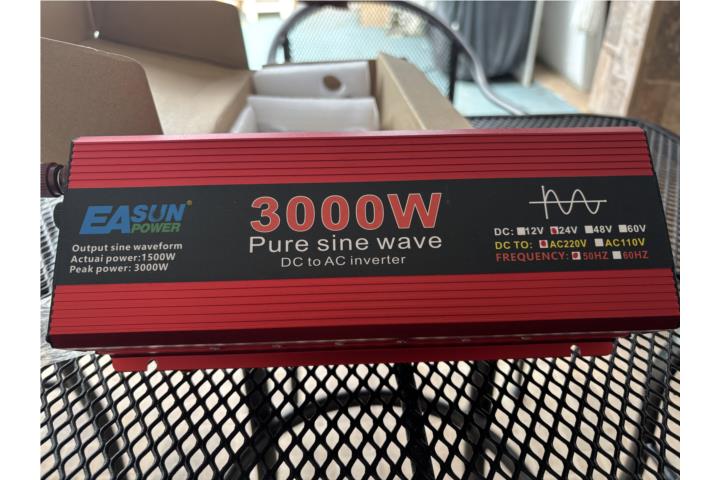 EASUN
POWER
Output sine waveform
Actuai power:1500W
Peak power: 3000W
3000W
Pure sine wave
DC to AC inverter
DC: 12V 24V 48V 60V
DC TO: AC220V AC110V
FREQUENCY: 50HZ 60HZ